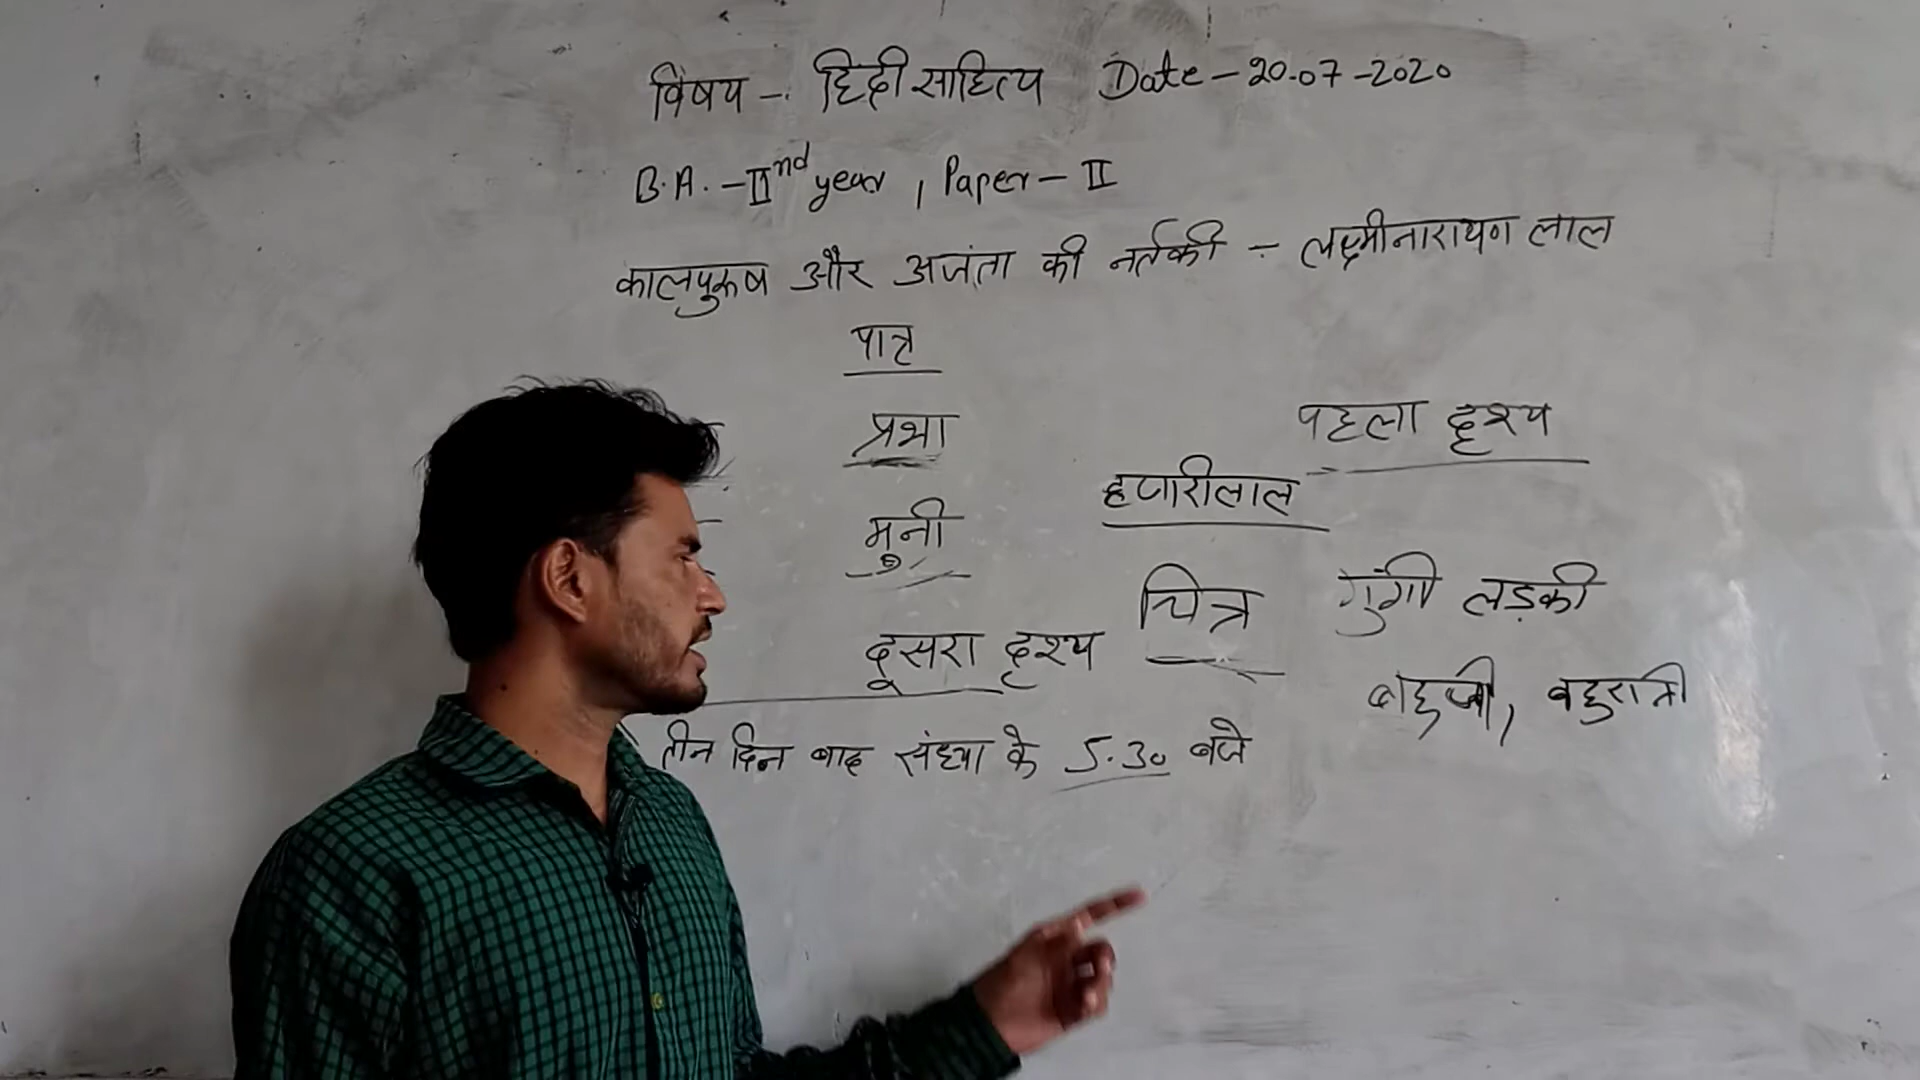 विषय -. हिंदी साहित्य Date - 20.07-2020
B.A. - IInd year, Paper - II
कालपुरुष और अजंता की नर्तकी - लक्ष्मीनारायण लाल
पात्र
प्रभा
पहला दृश्य
हजारीलाल
मुनी
चित्र
गुंगी लड़की
दूसरा दृश्य
तीन दिन बाद संध्या के 5.30 बजे